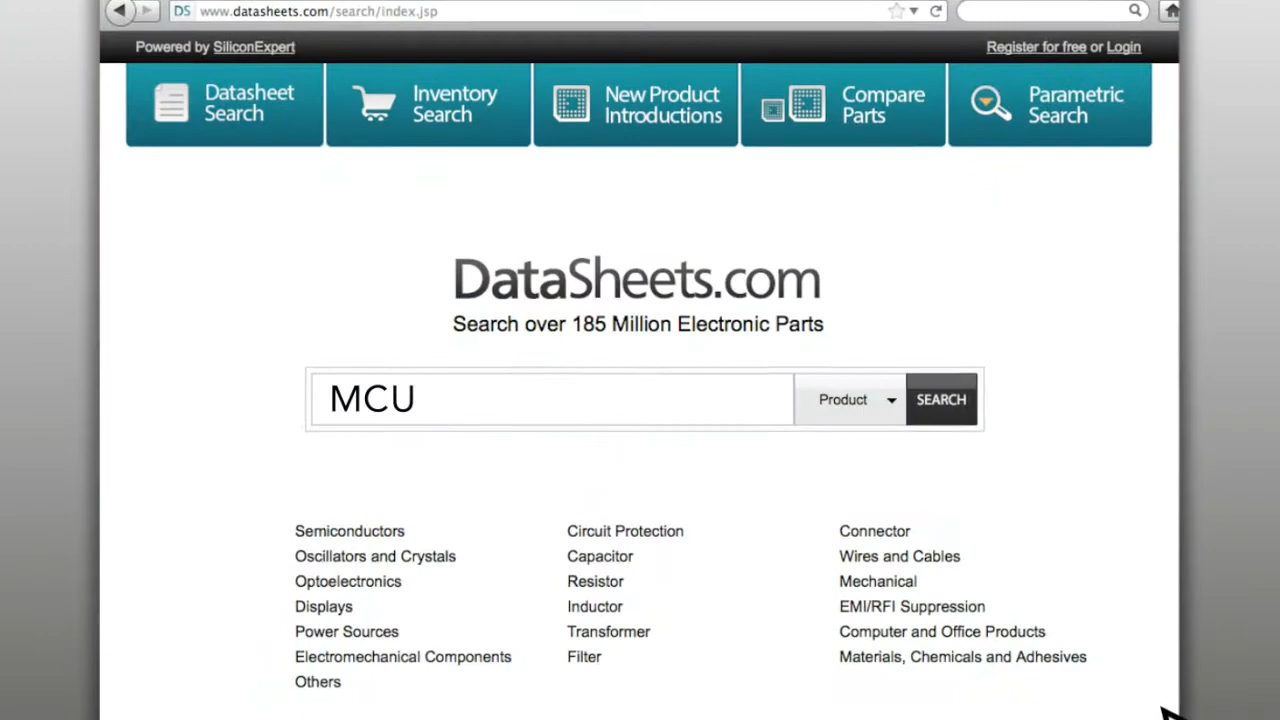 DS www.datasheets.com/search/index.jsp
Powered by SiliconExpert
Register for free or Login
Datasheet Search
Inventory Search
New Product Introductions
Compare Parts
Parametric Search
DataSheets.com
Search over 185 Million Electronic Parts
MCU
Product
SEARCH
Semiconductors
Oscillators and Crystals
Optoelectronics
Displays
Power Sources
Electromechanical Components
Others
Circuit Protection
Capacitor
Resistor
Inductor
Transformer
Filter
Connector
Wires and Cables
Mechanical
EMI/RFI Suppression
Computer and Office Products
Materials, Chemicals and Adhesives